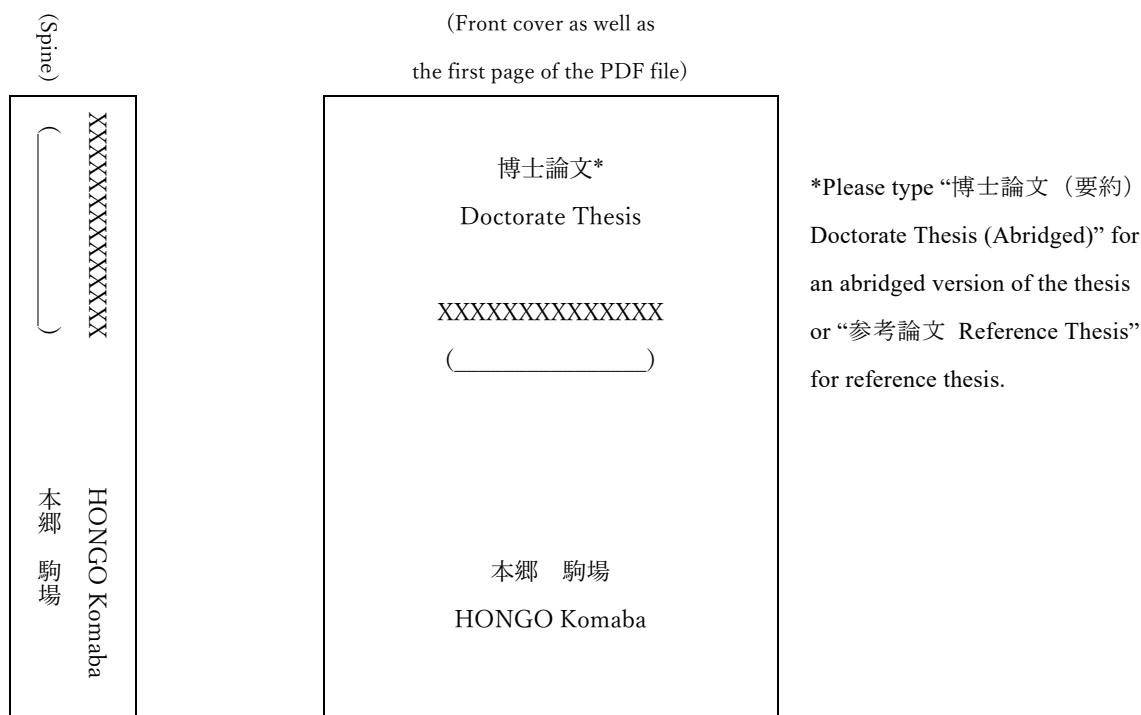 (Spine)
XXXXXXXXXXXXXX
(________________)
HONGO Komaba
本郷　駒場
(Front cover as well as
the first page of the PDF file)
博士論文*
Doctorate Thesis
XXXXXXXXXXXXXX
(________________)
本郷　駒場
HONGO Komaba
*Please type “博士論文（要約）
Doctorate Thesis (Abridged)” for
an abridged version of the thesis
or “参考論文 Reference Thesis”
for reference thesis.